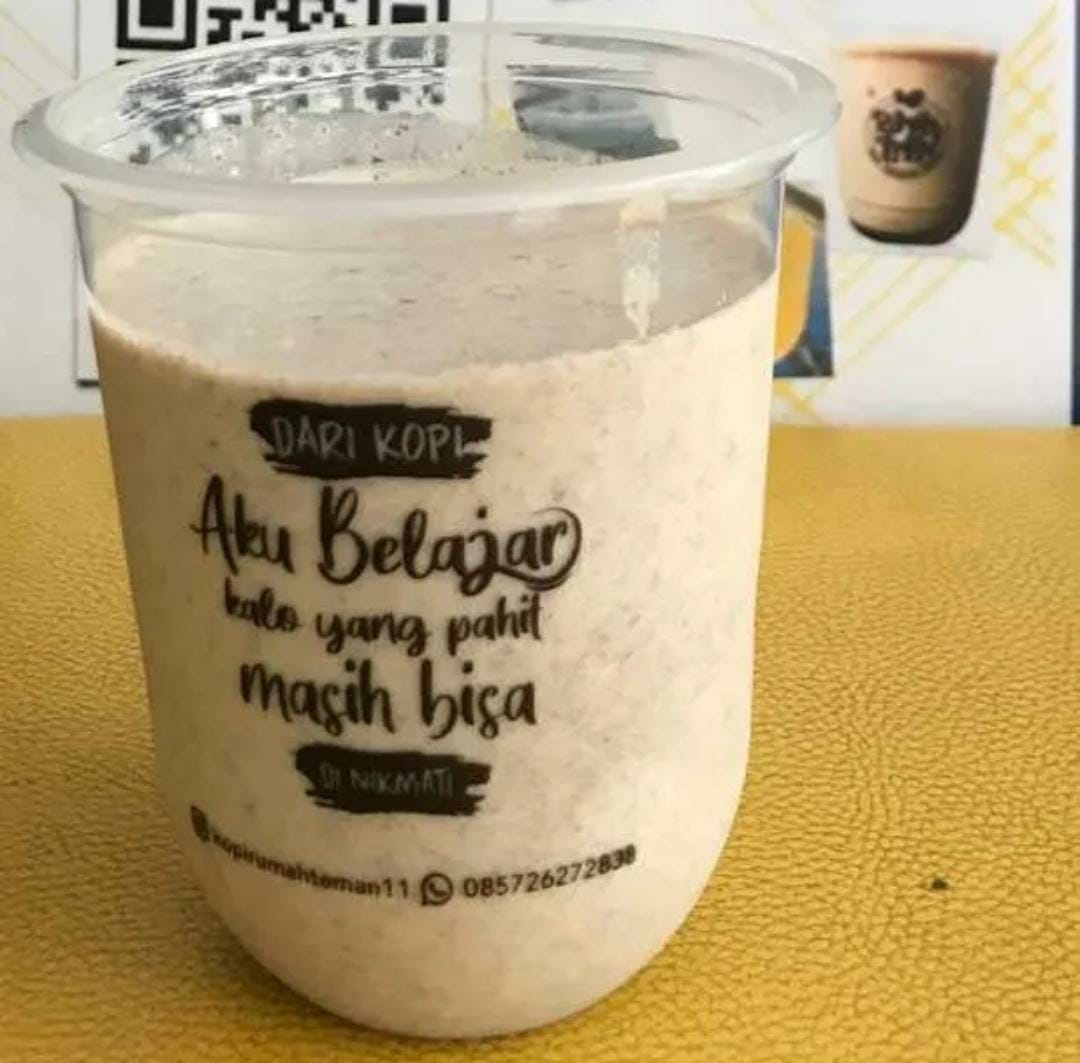 DARI KOPI
Aku Belajar
kalo yang pahit
masih bisa
DI NIKMATI
kopirumahteman11 085726272838